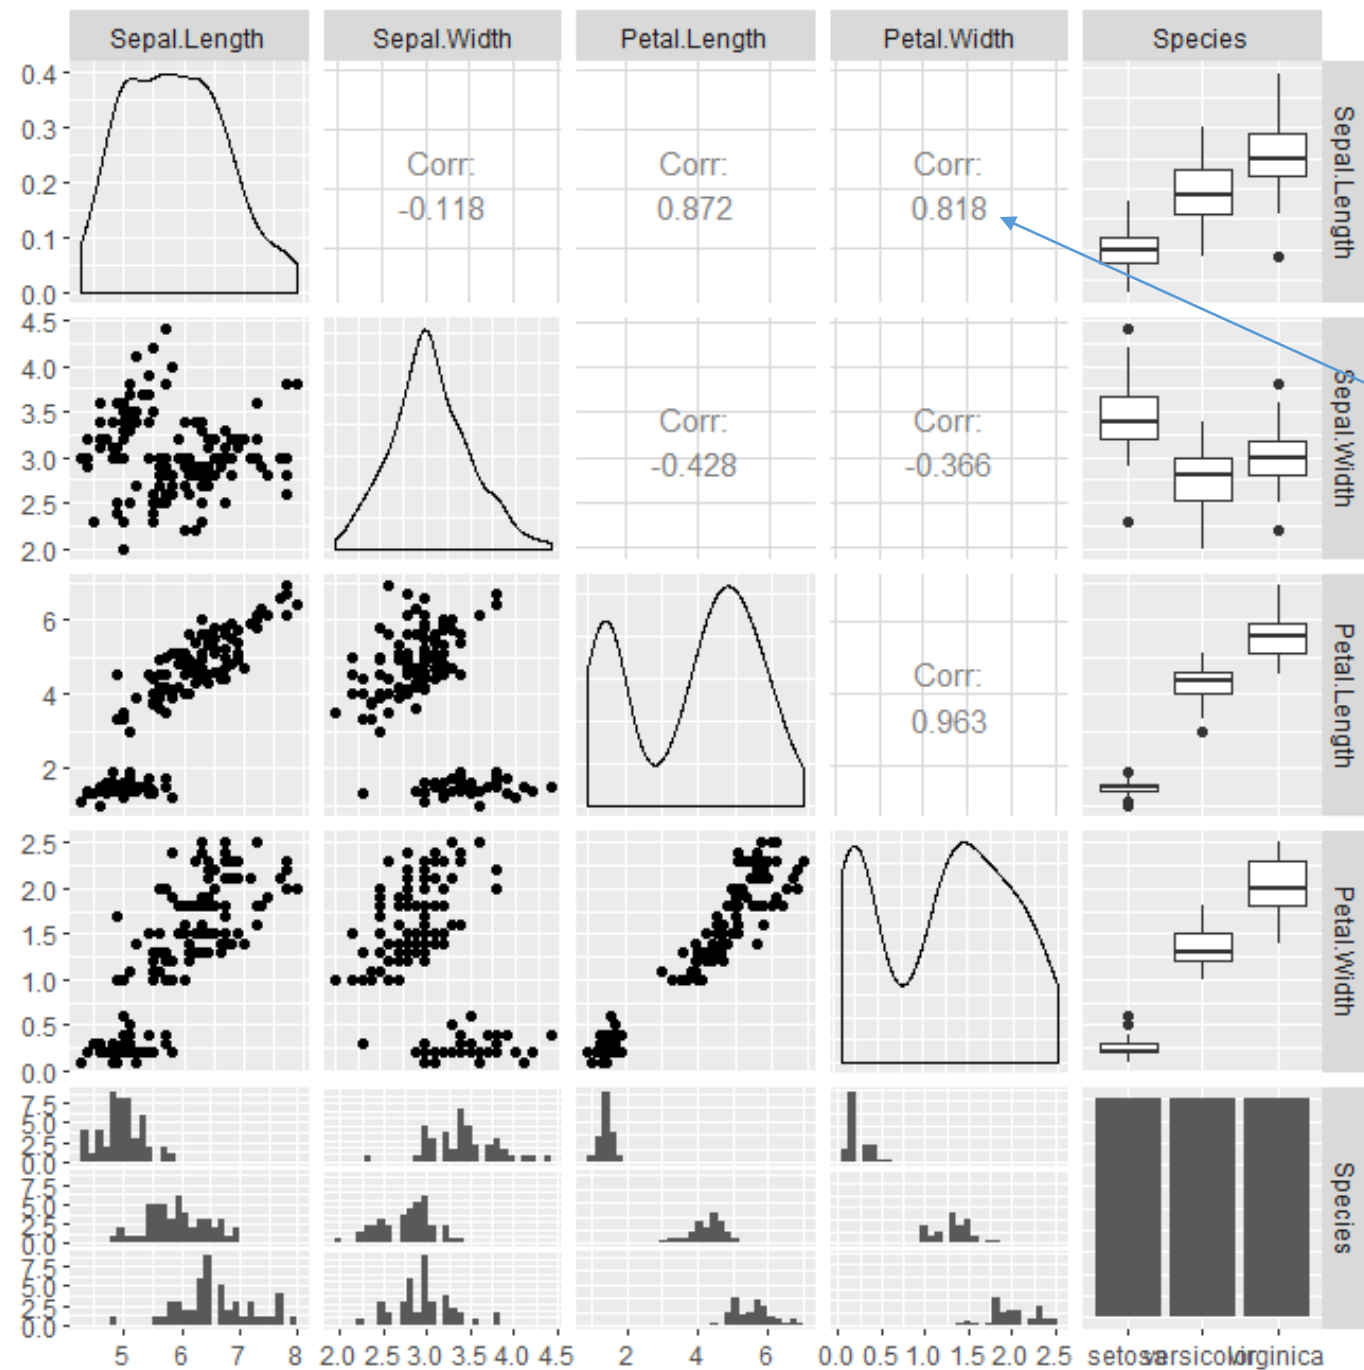 Sepal.Length Sepal.Width Petal.Length Petal.Width Species
0.4
0.3
0.2
0.1
0.0
Corr:
-0.118
Corr:
0.872
Corr:
0.818
Sepal.Length
4.5
4.0
3.5
3.0
2.5
2.0
Corr:
-0.428
Corr:
-0.366
Sepal.Width
6
4
2
Corr:
0.963
Petal.Length
2.5
2.0
1.5
1.0
0.5
0.0
Petal.Width
7.5
5.0
2.5
0.0
7.5
5.0
2.5
0.0
7.5
5.0
2.5
0.0
Species
5 6 7 8 2.0 2.5 3.0 3.5 4.0 4.5 2 4 6 0.0 0.5 1.0 1.5 2.0 2.5 setosa versicolor virginica